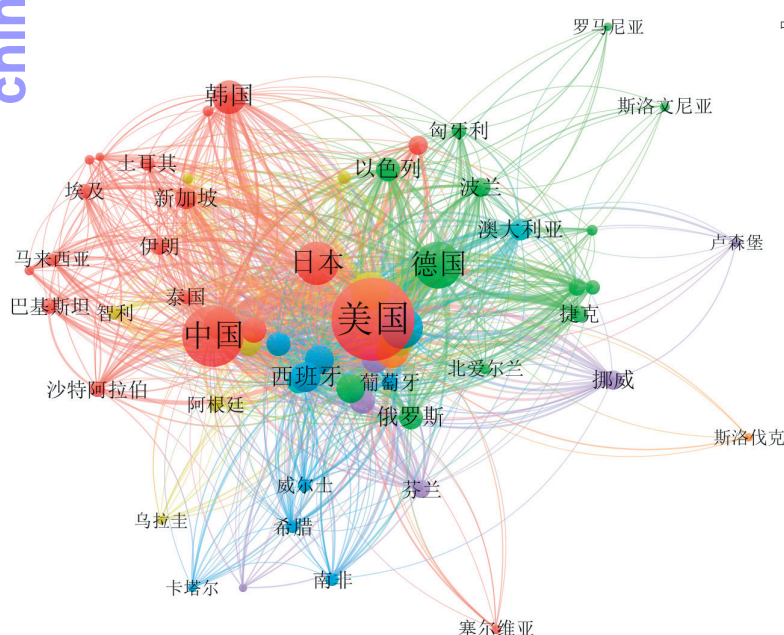 chin
罗马尼亚
韩国
斯洛文尼亚
匈牙利
土耳其
以色列
埃及
新加坡
波兰
澳大利亚
卢森堡
伊朗
马来西亚
日本
德国
泰国
巴基斯坦
智利
捷克
美国
中国
北爱尔兰
西班牙
葡萄牙
挪威
沙特阿拉伯
阿根廷
俄罗斯
斯洛伐克
威尔士
芬兰
乌拉圭
希腊
卡塔尔
南非
塞尔维亚